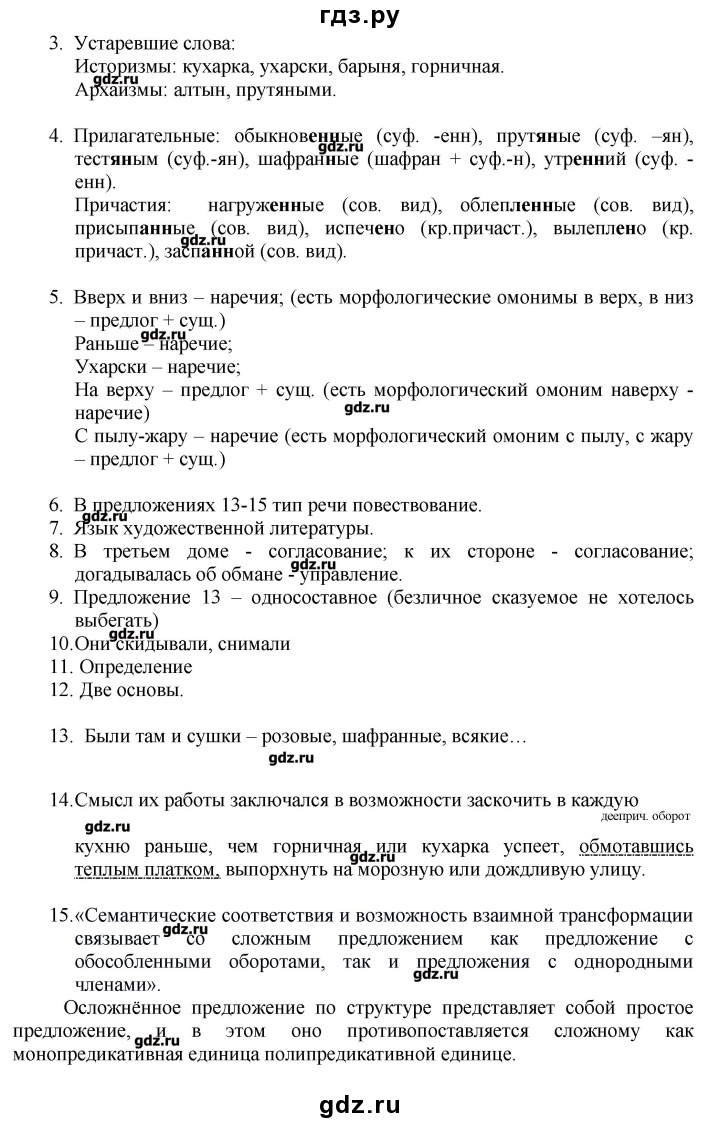 гдз.ру
3. Устаревшие слова:
Историзмы: кухарка, ухарски, барыня, горничная.
gdz.ru
Архаизмы: алтын, прутяными.
4. Прилагательные: обыкновенные (суф. -енн), прутяные (суф. –ян),
gdz.ru
тестяным (суф.-ян), шафранные (шафран + суф.-н), утренний (суф. -
енн).
Причастия: нагруженные (сов. вид), облепленные (сов. вид),
присыпанные (сов. вид), испечено (кр.причаст.), вылеплено (кр.
gdz.ru
причаст.), заспанной (сов. вид).
5. Вверх и вниз – наречия; (есть морфологические омонимы в верх, в низ
– предлог + сущ.)
gdz.ru
Раньше – наречие;
Ухарски – наречие;
На верху – предлог + сущ. (есть морфологический омоним наверху -
gdz.ru
наречие)
С пылу-жару – наречие (есть морфологический омоним с пылу, с жару
– предлог + сущ.)
6. В предложениях 13-15 тип речи повествование.
gdz.ru
7. Язык художественной литературы.
8. В третьем доме - согласование; к их стороне - согласование;
gdz.ru
догадывалась об обмане - управление.
9. Предложение 13 – односоставное (безличное сказуемое не хотелось
выбегать)
gdz.ru
10.Они скидывали, снимали
11. Определение
12. Две основы.
13. Были там и сушки – розовые, шафранные, всякие…
gdz.ru
14.Смысл их работы заключался в возможности заскочить в каждую
дееприч. оборот
gdz.ru
кухню раньше, чем горничная или кухарка успеет, обмотавшись
gdz.ru
теплым платком, выпорхнуть на морозную или дождливую улицу.
15.«Семантические соответствия и возможность взаимной трансформации
gdz.ru
связывает со сложным предложением как предложение с
обособленными оборотами, так и предложения с однородными
gdz.ru
членами».
Осложнённое предложение по структуре представляет собой простое
предложение, и в этом оно противопоставляется сложному как
gdz.ru
монопредикативная единица полипредикативной единице.
gdz.ru